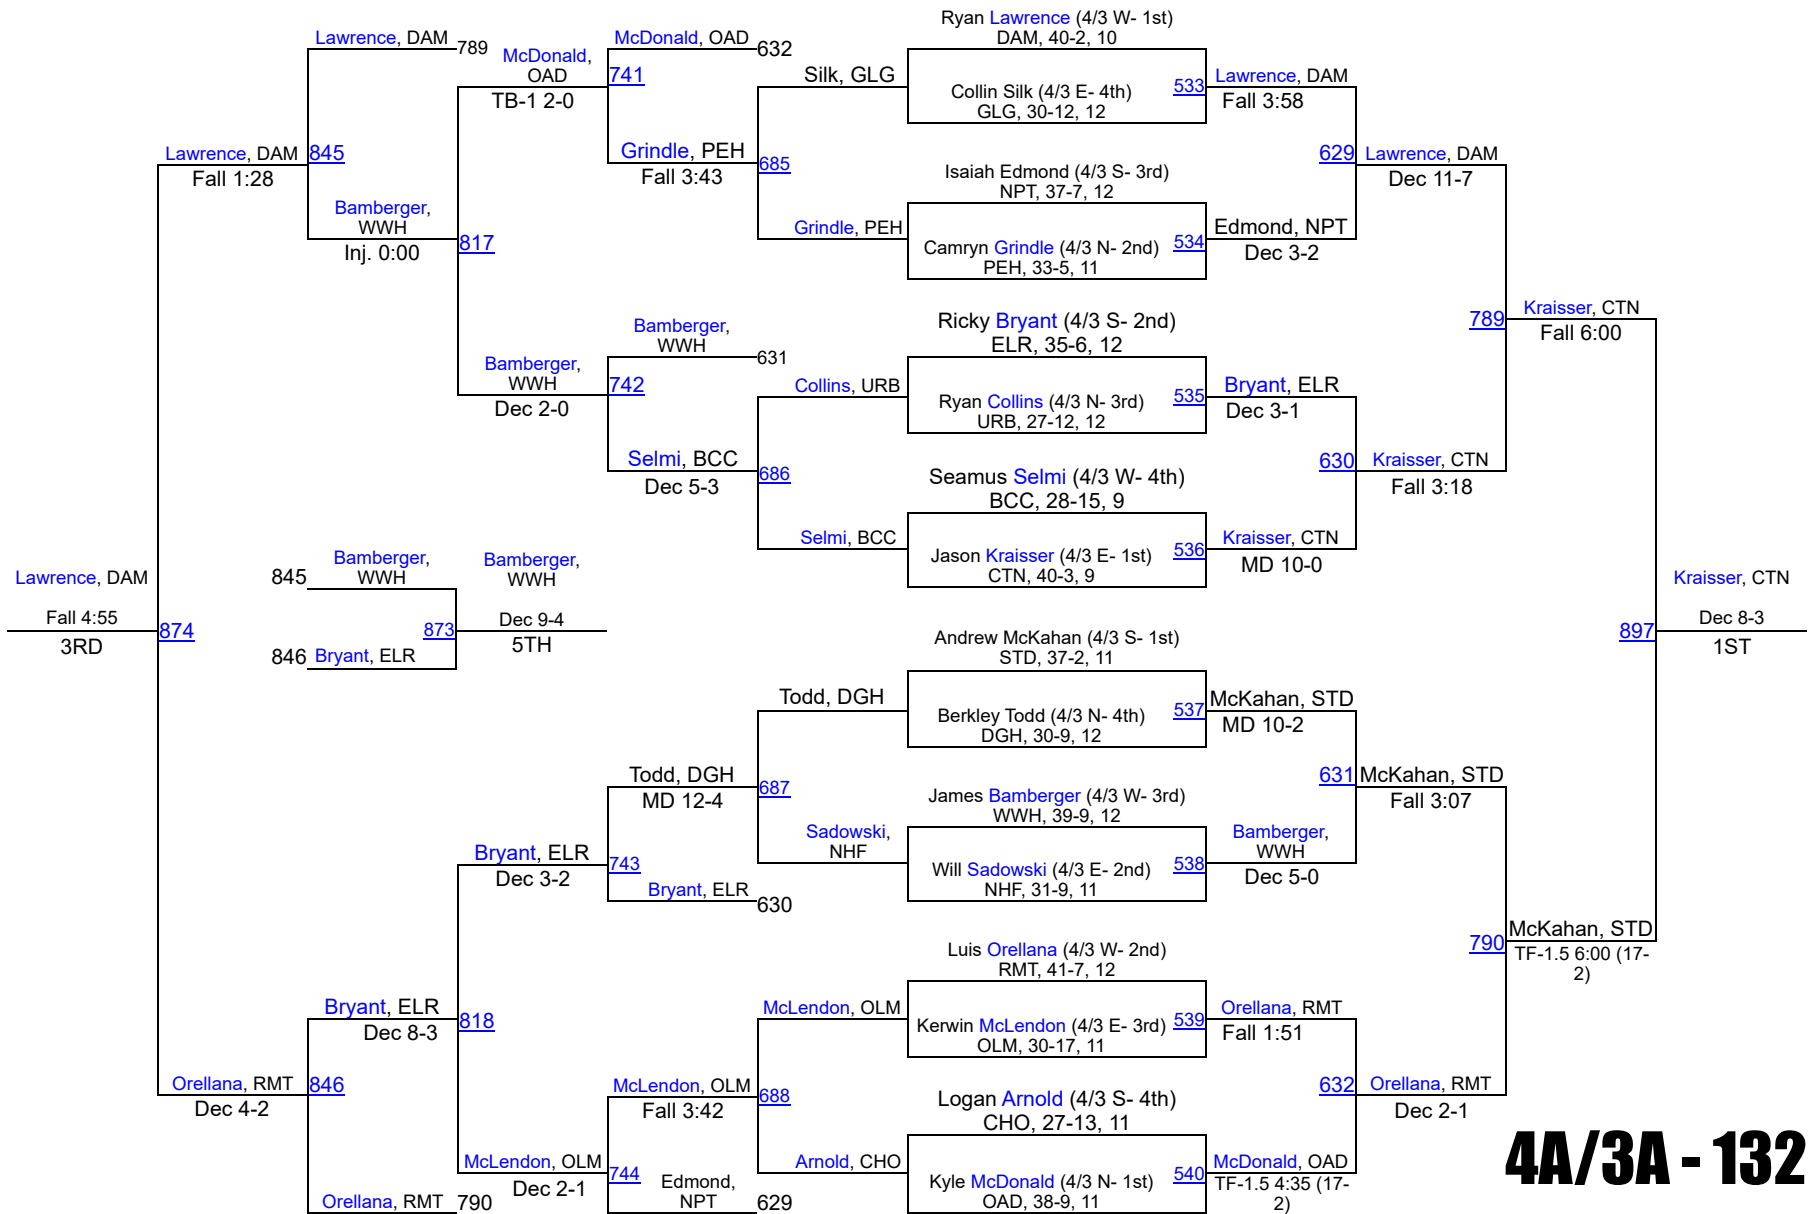 Lawrence, DAM
789
845
Lawrence, DAM
Fall 1:28
Bamberger,
WWH
Inj. 0:00
McDonald,
OAD
TB-1 2-0
817
Bamberger,
WWH
Dec 2-0
McDonald, OAD
632
741
Grindle, PEH
Fall 3:43
Bamberger,
WWH
631
742
Selmi, BCC
Dec 5-3
Silk, GLG
685
Grindle, PEH
Collins, URB
686
Selmi, BCC
Ryan Lawrence (4/3 W- 1st)
DAM, 40-2, 10
Collin Silk (4/3 E- 4th)
GLG, 30-12, 12
533
Isaiah Edmond (4/3 S- 3rd)
NPT, 37-7, 12
Camryn Grindle (4/3 N- 2nd)
PEH, 33-5, 11
534
Ricky Bryant (4/3 S- 2nd)
ELR, 35-6, 12
Ryan Collins (4/3 N- 3rd)
URB, 27-12, 12
535
Seamus Selmi (4/3 W- 4th)
BCC, 28-15, 9
Jason Kraisser (4/3 E- 1st)
CTN, 40-3, 9
536
Lawrence, DAM
Fall 3:58
629
Edmond, NPT
Dec 3-2
Bryant, ELR
Dec 3-1
630
Kraisser, CTN
MD 10-0
Lawrence, DAM
Dec 11-7
789
Kraisser, CTN
Fall 3:18
Kraisser, CTN
Fall 6:00
Lawrence, DAM
Fall 4:55
3RD
874
845
Bamberger,
WWH
873
846
Bryant, ELR
Bamberger,
WWH
Dec 9-4
5TH
897
Kraisser, CTN
Dec 8-3
1ST
Andrew McKahan (4/3 S- 1st)
STD, 37-2, 11
Berkley Todd (4/3 N- 4th)
DGH, 30-9, 12
537
James Bamberger (4/3 W- 3rd)
WWH, 39-9, 12
Will Sadowski (4/3 E- 2nd)
NHF, 31-9, 11
538
Luis Orellana (4/3 W- 2nd)
RMT, 41-7, 12
Kerwin McLendon (4/3 E- 3rd)
OLM, 30-17, 11
539
Logan Arnold (4/3 S- 4th)
CHO, 27-13, 11
Kyle McDonald (4/3 N- 1st)
OAD, 38-9, 11
540
Todd, DGH
687
Sadowski,
NHF
McLendon, OLM
688
Arnold, CHO
Todd, DGH
MD 12-4
743
Bryant, ELR
630
McLendon, OLM
Fall 3:42
744
Edmond,
NPT
629
Bryant, ELR
Dec 3-2
818
McLendon, OLM
Dec 2-1
Bryant, ELR
Dec 8-3
846
Orellana, RMT
790
Orellana, RMT
Dec 4-2
McKahan, STD
MD 10-2
631
Bamberger,
WWH
Dec 5-0
Orellana, RMT
Fall 1:51
632
McDonald, OAD
TF-1.5 4:35 (17-
2)
McKahan, STD
Fall 3:07
790
Orellana, RMT
Dec 2-1
McKahan, STD
TF-1.5 6:00 (17-
2)
4A/3A - 132